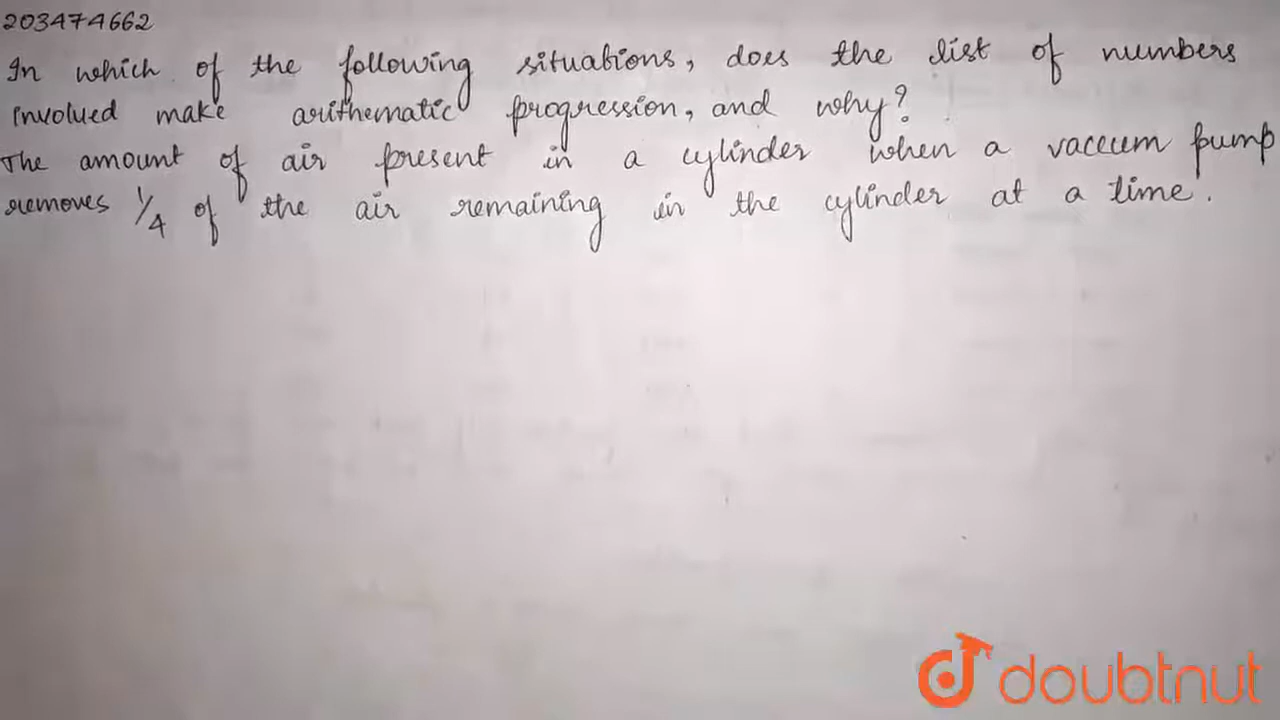 203474662
In which of the following situations, does the list of numbers
involved make arithematic progression, and why?
The amount of air present in a cylinder when a vaccum pump
removes 1/4 of the air remaining in the cylinder at a time.
doubtnut